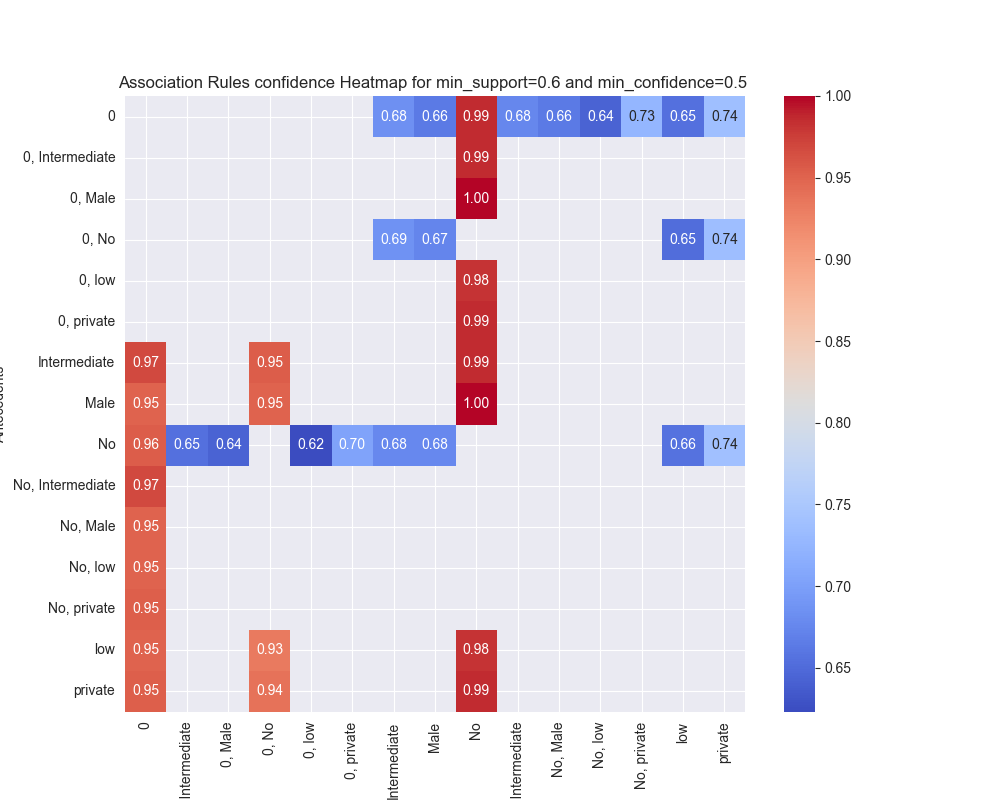 Association Rules confidence Heatmap for min_support=0.6 and min_confidence=0.5
0 0.68 0.66 0.99 0.68 0.66 0.64 0.73 0.65 0.74
0, Intermediate 0.99
0, Male 1.00
0, No 0.69 0.67 0.65 0.74
0, low 0.98
0, private 0.99
Intermediate 0.97 0.95 0.99
Male 0.95 0.95 1.00
No 0.96 0.65 0.64 0.62 0.70 0.68 0.68 0.66 0.74
No, Intermediate 0.97
No, Male 0.95
No, low 0.95
No, private 0.95
low 0.95 0.93 0.98
private 0.95 0.94 0.99
0
Intermediate
0, Male
0, No
0, low
0, private
Intermediate
Male
No
Intermediate
No, Male
No, low
No, private
low
private
1.00
0.95
0.90
0.85
0.80
0.75
0.70
0.65